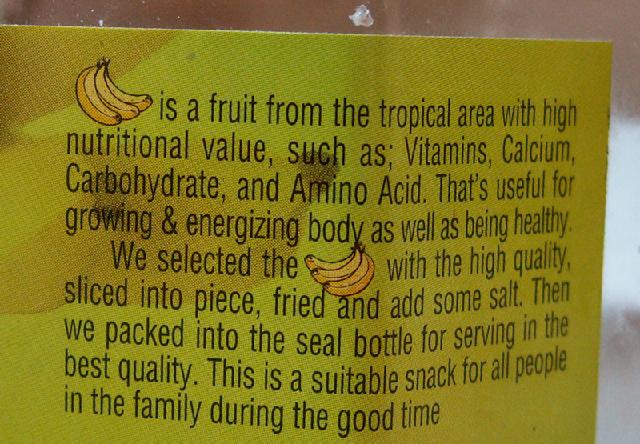 is a fruit from the tropical area with high
nutritional value, such as; Vitamins, Calcium,
Carbohydrate, and Amino Acid. That's useful for
growing & energizing body as well as being healthy.
We selected the with the high quality,
sliced into piece, fried and add some salt. Then
we packed into the seal bottle for serving in the
best quality. This is a suitable snack for all people
in the family during the good time